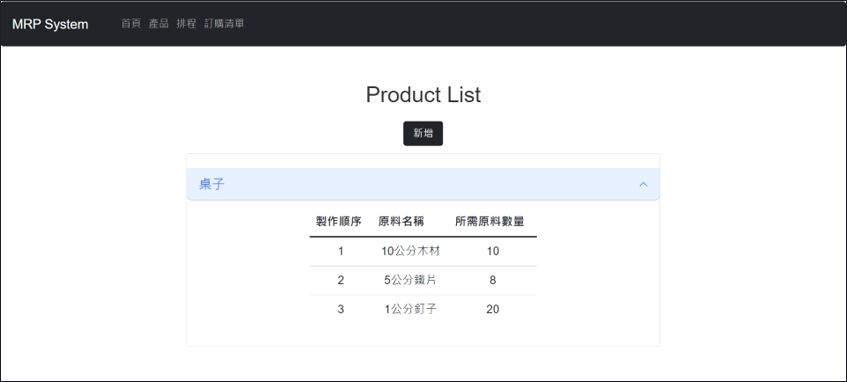 MRP System 首頁 產品 排程 訂購清單
Product List
新增
桌子
製作順序 原料名稱 所需原料數量
1 10公分木材 10
2 5公分鐵片 8
3 1公分釘子 20